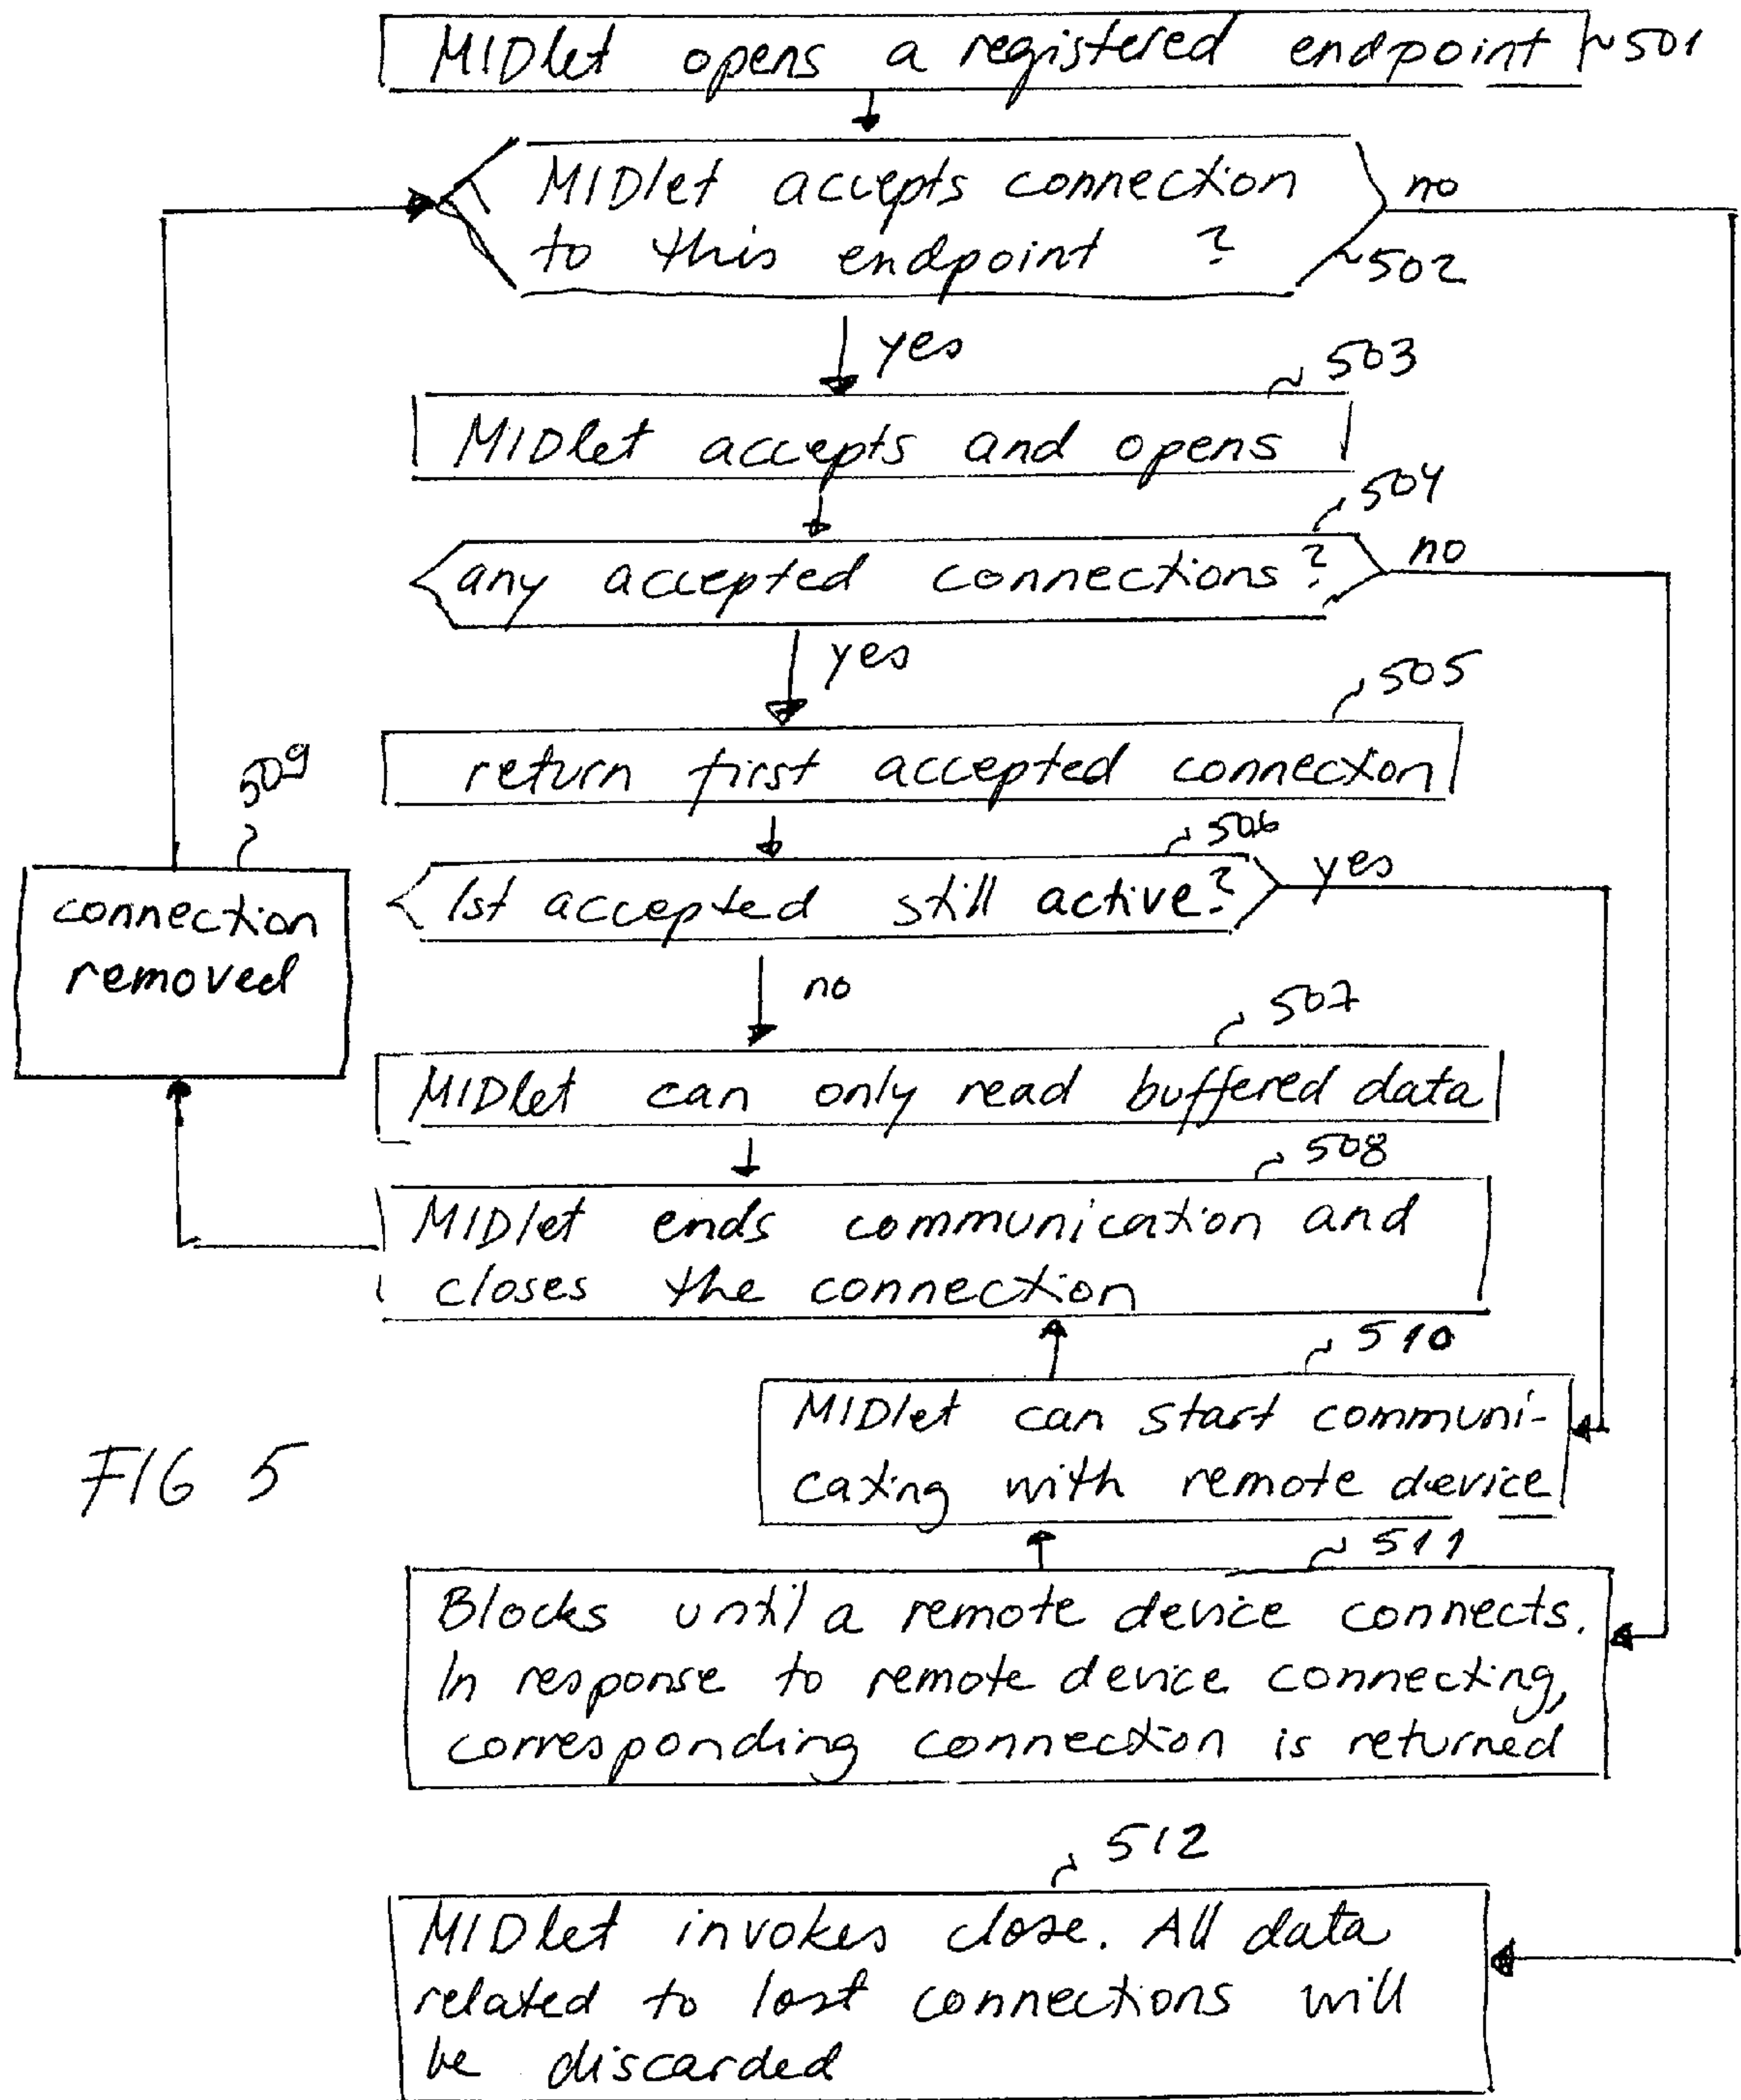 MIDlet opens a registered endpoint ~501
MIDlet accepts connection
to this endpoint ?
no
~502
yes
503
MIDlet accepts and opens
504
any accepted connections?
no
yes
505
return first accepted connection
509
connection
removed
506
1st accepted still active?
yes
no
507
MIDlet can only read buffered data
508
MIDlet ends communication and
closes the connection
510
MIDlet can start communi-
cating with remote device
FIG 5
511
Blocks until a remote device connects.
In response to remote device connecting,
corresponding connection is returned
512
MIDlet invokes close. All data
related to lost connections will
be discarded